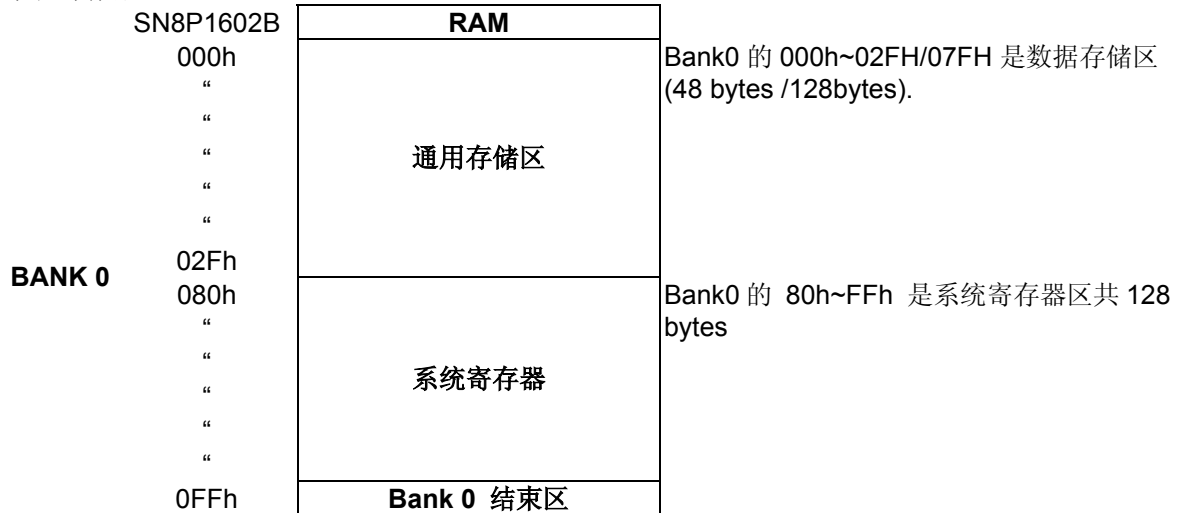 SN8P1602B RAM
000h Bank0 的 000h~02FH/07FH 是数据存储区
“ (48 bytes /128bytes).
“
“ 通用存储区
“
“
02Fh
BANK 0
080h Bank0 的 80h~FFh 是系统寄存器区共 128
“ bytes
“
“ 系统寄存器
“
“
0FFh Bank 0 结束区